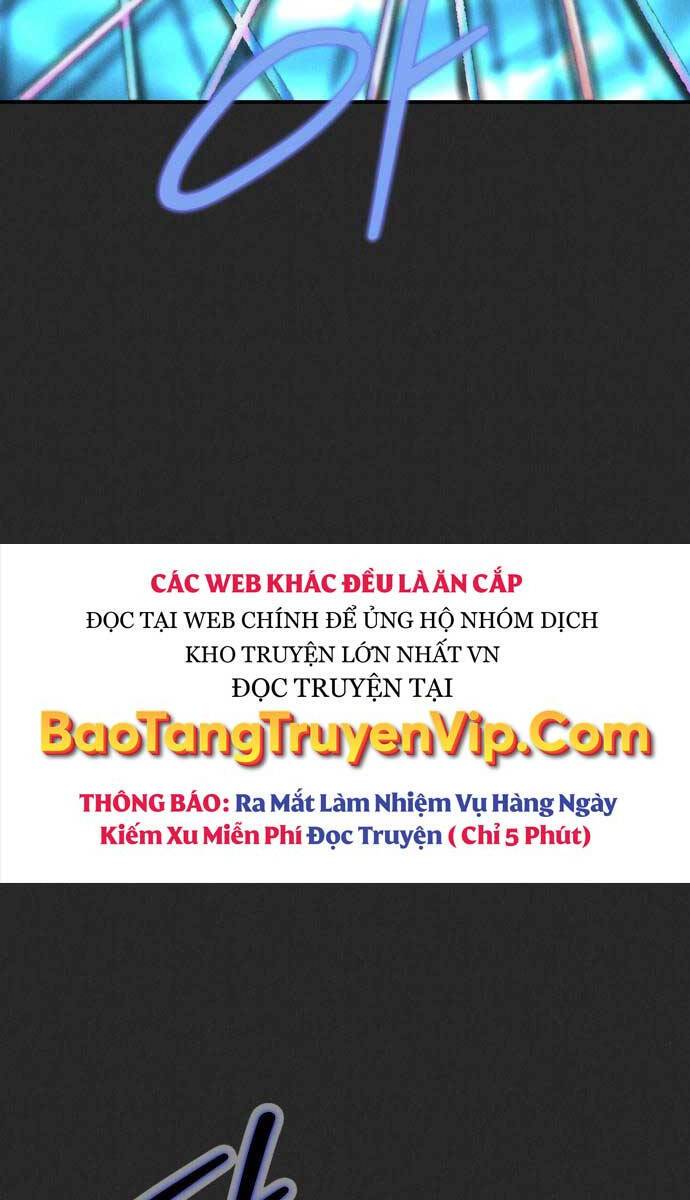 CÁC WEB KHÁC ĐỀU LÀ ĂN CẮP
ĐỌC TẠI WEB CHÍNH ĐỂ ỦNG HỘ NHÓM DỊCH
KHO TRUYỆN LỚN NHẤT VN
ĐỌC TRUYỆN TẠI
BaoTangTruyenVip.Com
THÔNG BÁO: Ra Mắt Làm Nhiệm Vụ Hàng Ngày
Kiếm Xu Miễn Phí Đọc Truyện ( Chỉ 5 Phút)